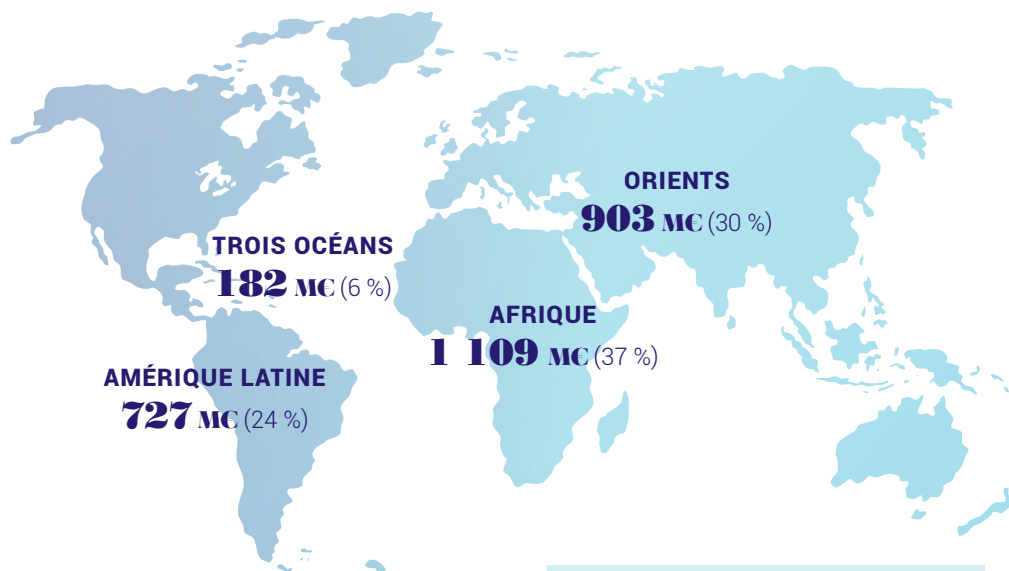 ORIENTS
903 M€ (30 %)
TROIS OCÉANS
182 M€ (6 %)
AFRIQUE
1 109 M€ (37 %)
AMÉRIQUE LATINE
727 M€ (24 %)